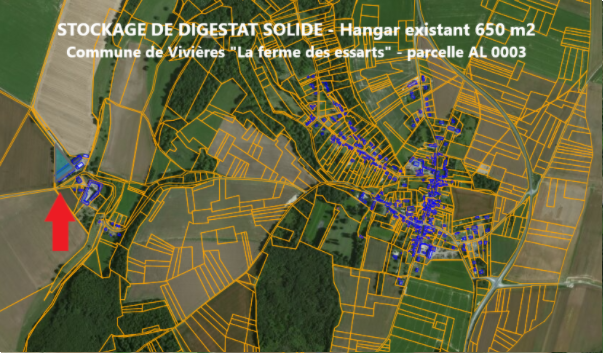 STOCKAGE DE DIGESTAT SOLIDE - Hangar existant 650 m2
Commune de Vivières "La ferme des essarts" - parcelle AL 0003